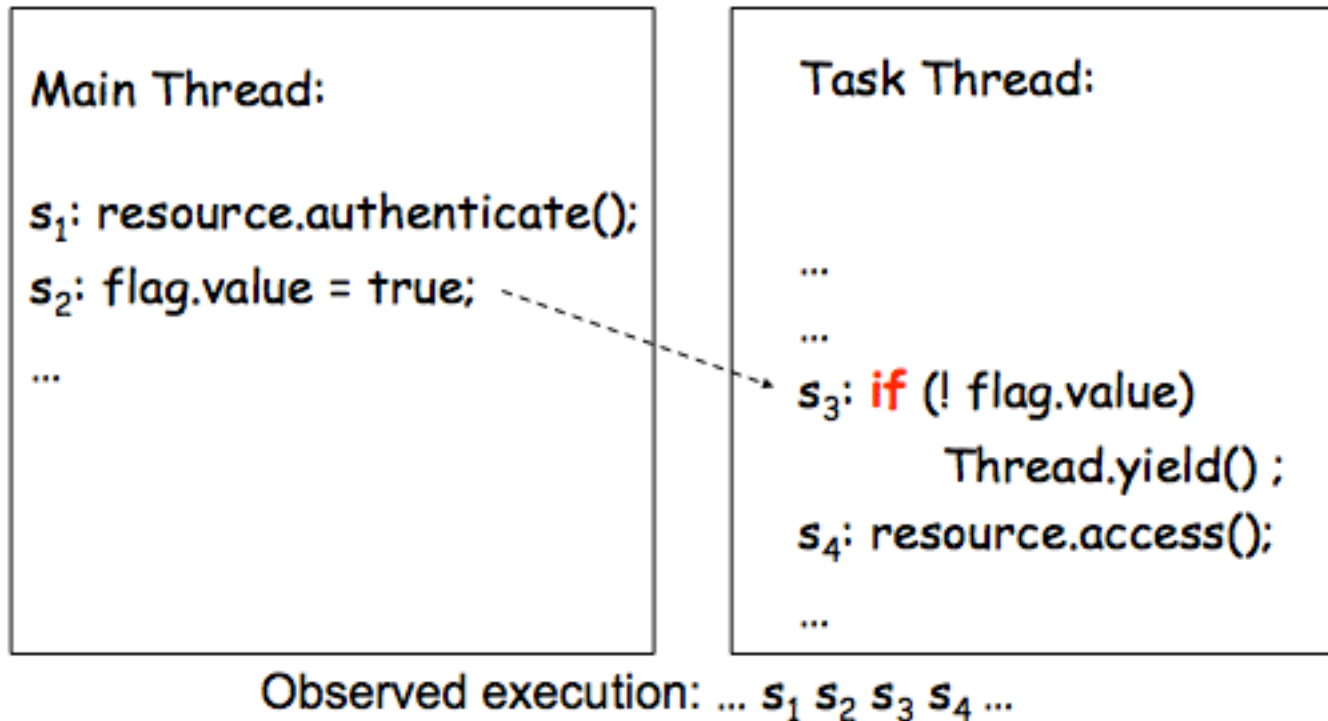 Main Thread:
s₁: resource.authenticate();
s₂: flag.value = true;
...
Task Thread:
...
...
s₃: if (! flag.value)
Thread.yield() ;
s₄: resource.access();
...
Observed execution: ... s₁ s₂ s₃ s₄ ...